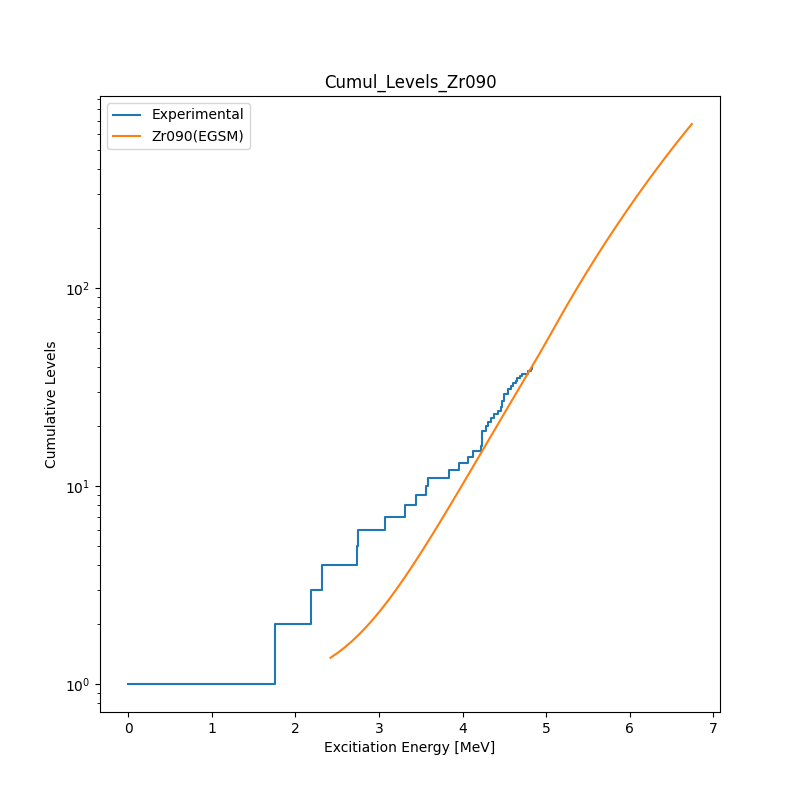 Cumul_Levels_Zr090
Experimental
Zr090(EGSM)
Cumulative Levels
10²
10¹
10⁰
0 1 2 3 4 5 6 7
Excitiation Energy [MeV]